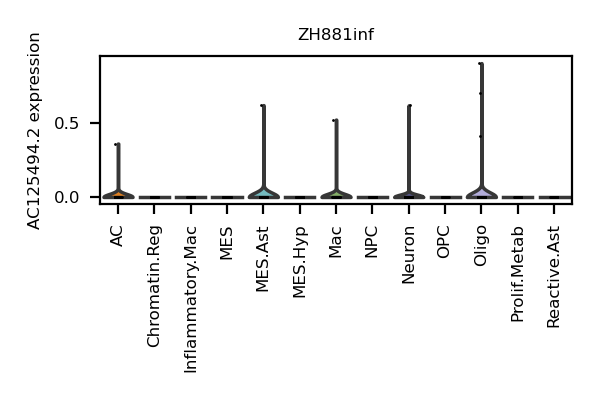 ZH881inf
AC125494.2 expression
0.5
0.0
AC
Chromatin.Reg
Inflammatory.Mac
MES
MES.Ast
MES.Hyp
Mac
NPC
Neuron
OPC
Oligo
Prolif.Metab
Reactive.Ast